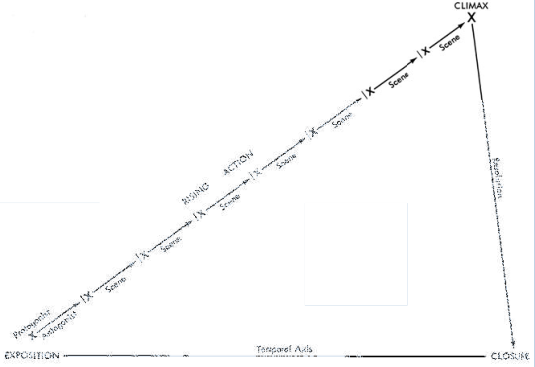 CLIMAX
X
|X
Scene
|X
Scene
|X
Scene
RISING ACTION
|X
Scene
|X
Scene
|X
Scene
|X
Scene
Resolution
Protagonist
X
Antagonist
EXPOSITION
Temporal Axis
CLOSURE